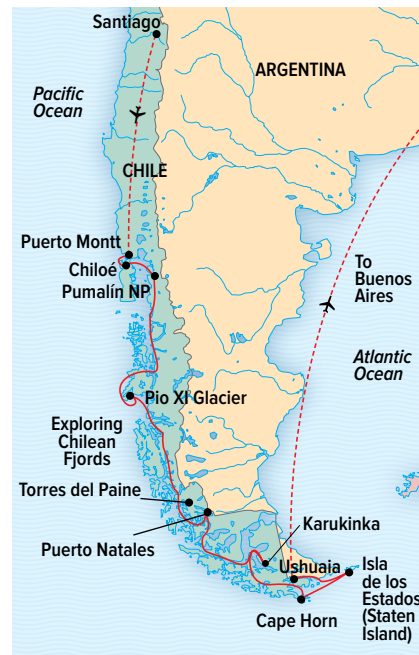 Santiago
Pacific
Ocean
ARGENTINA
CHILE
Puerto Montt
Chiloé
Pumalín NP
To
Buenos
Aires
Atlantic
Ocean
Pio XI Glacier
Exploring
Chilean
Fjords
Torres del Paine
Puerto Natales
Karukinka
Ushuaia
Isla
de los
Estados
(Staten
Island)
Cape Horn